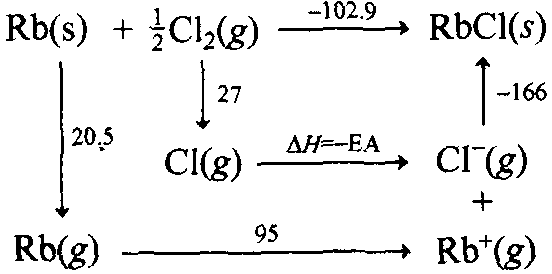 Rb(s) + ½Cl₂(g) −102.9 RbCl(s)
27 −166
20.5
Cl(g) ΔH=−EA Cl⁻(g)
+
Rb(g) 95 Rb⁺(g)